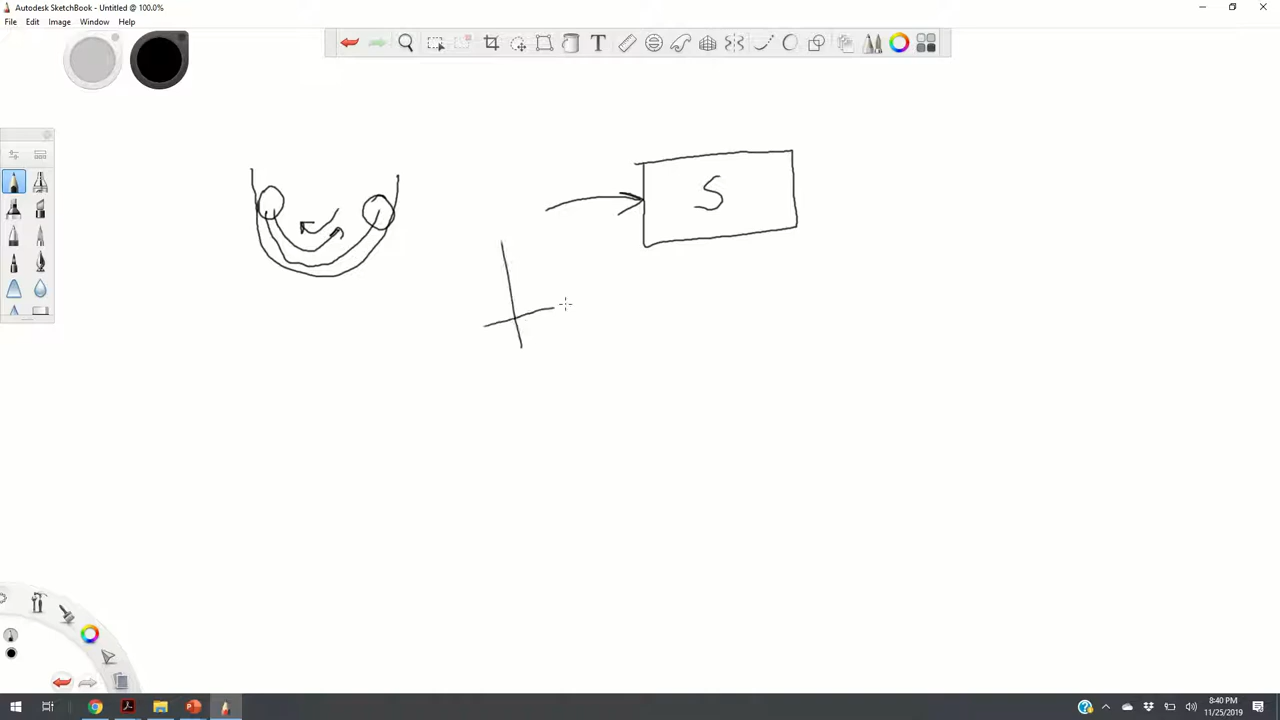 Autodesk SketchBook - Untitled @ 100.0%
File Edit Image Window Help
T
S
8:40 PM
11/25/2019